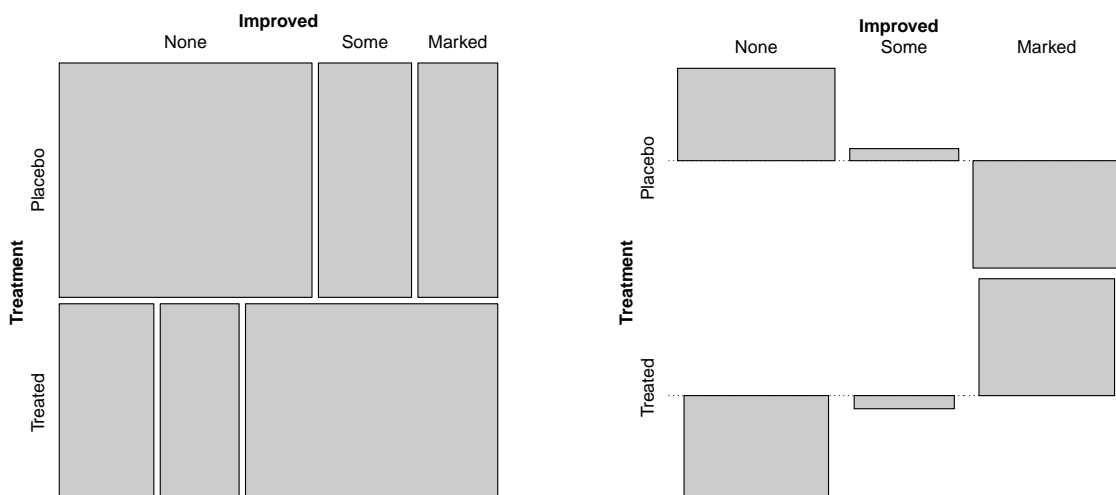 Improved
None Some Marked
Treatment
Placebo
Treated
Improved
None Some Marked
Treatment
Placebo
Treated